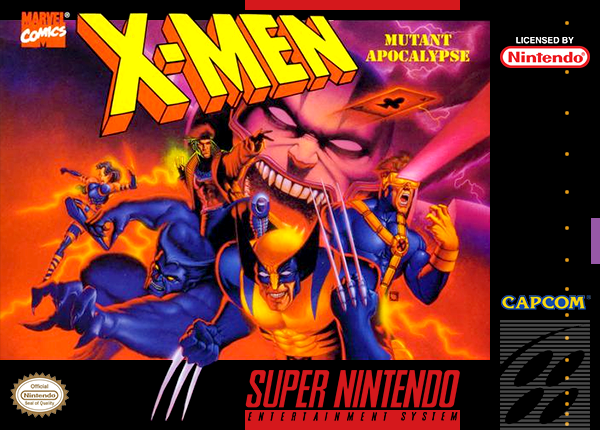 MARVEL
COMICS
X-MEN
MUTANT
APOCALYPSE
LICENSED BY
Nintendo
CAPCOM
Official
Nintendo
Seal of Quality
SUPER NINTENDO
ENTERTAINMENT SYSTEM